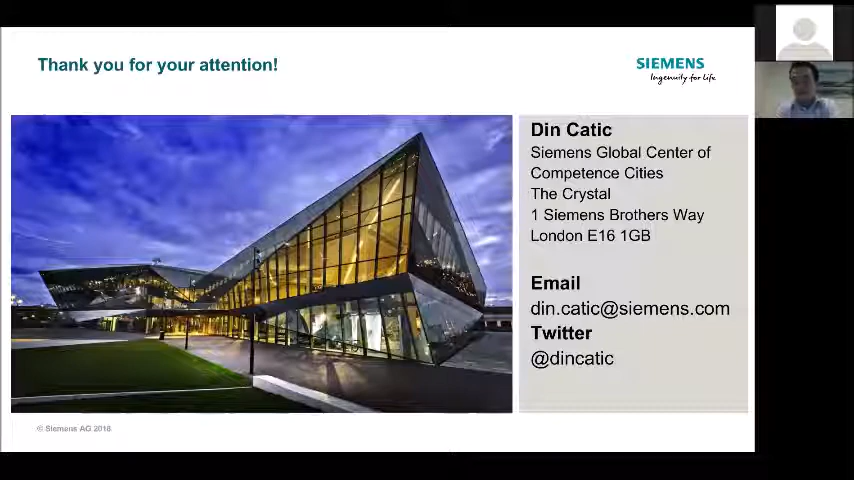 Thank you for your attention!
SIEMENS
Ingenuity for life
Din Catic
Siemens Global Center of
Competence Cities
The Crystal
1 Siemens Brothers Way
London E16 1GB
Email
din.catic@siemens.com
Twitter
@dincatic
© Siemens AG 2018